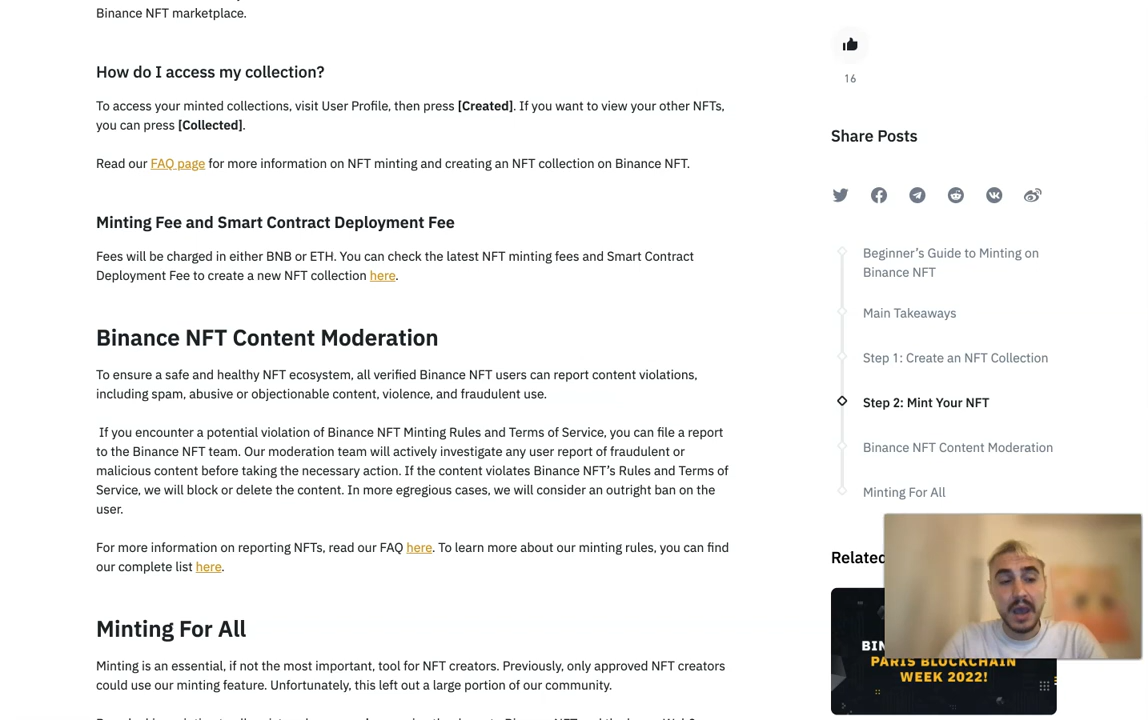 Binance NFT marketplace.
How do I access my collection?
To access your minted collections, visit User Profile, then press [Created]. If you want to view your other NFTs,
you can press [Collected].
Read our FAQ page for more information on NFT minting and creating an NFT collection on Binance NFT.
Minting Fee and Smart Contract Deployment Fee
Fees will be charged in either BNB or ETH. You can check the latest NFT minting fees and Smart Contract
Deployment Fee to create a new NFT collection here.
Binance NFT Content Moderation
To ensure a safe and healthy NFT ecosystem, all verified Binance NFT users can report content violations,
including spam, abusive or objectionable content, violence, and fraudulent use.
If you encounter a potential violation of Binance NFT Minting Rules and Terms of Service, you can file a report
to the Binance NFT team. Our moderation team will actively investigate any user report of fraudulent or
malicious content before taking the necessary action. If the content violates Binance NFT’s Rules and Terms of
Service, we will block or delete the content. In more egregious cases, we will consider an outright ban on the
user.
For more information on reporting NFTs, read our FAQ here. To learn more about our minting rules, you can find
our complete list here.
Minting For All
Minting is an essential, if not the most important, tool for NFT creators. Previously, only approved NFT creators
could use our minting feature. Unfortunately, this left out a large portion of our community.
16
Share Posts
Beginner’s Guide to Minting on
Binance NFT
Main Takeaways
Step 1: Create an NFT Collection
Step 2: Mint Your NFT
Binance NFT Content Moderation
Minting For All
Related
BIN
PARIS BLOCKCHAIN
WEEK 2022!